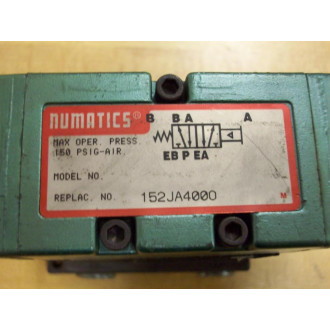 NUMATICS®
B B A A
MAX OPER. PRESS.
150 PSIG-AIR.
EB P EA
MODEL NO.
REPLAC. NO. 152JA4000